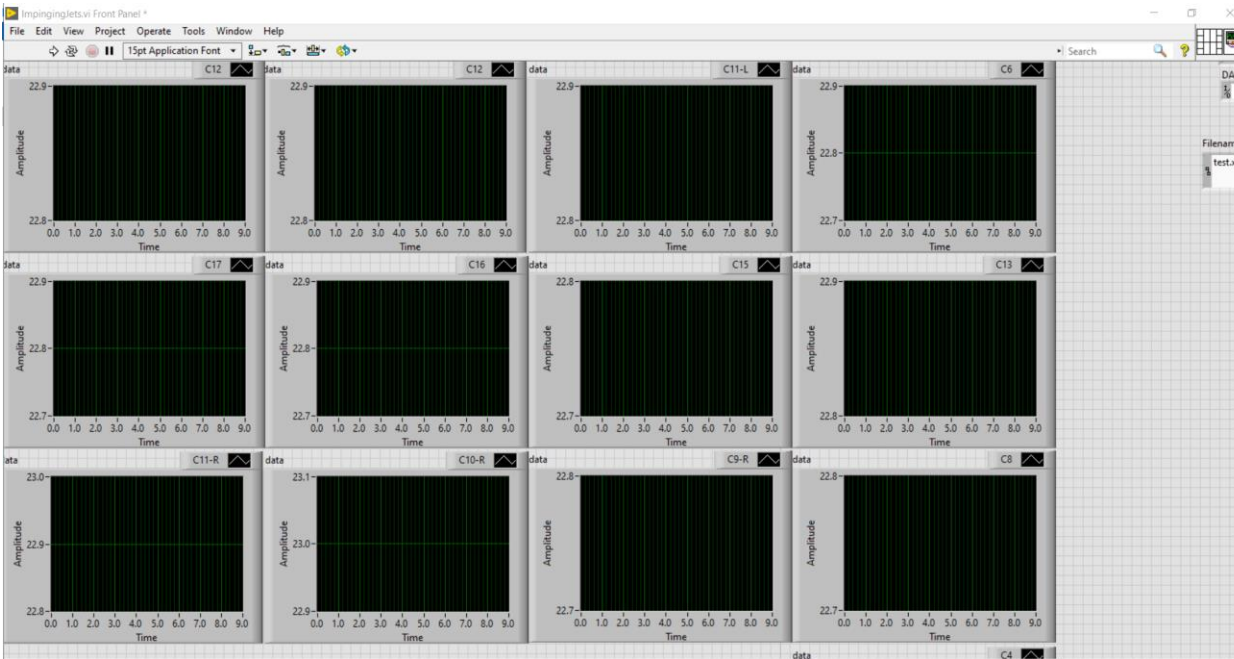 ImpingingJets.vi Front Panel *
File Edit View Project Operate Tools Window Help
15pt Application Font
Search
data C12 data C12 data C11-L C6
22.9 22.9 22.9 22.9
Amplitude Amplitude Amplitude Amplitude
22.8
22.8 22.8 22.8 22.7
0.0 1.0 2.0 3.0 4.0 5.0 6.0 7.0 8.0 9.0 0.0 1.0 2.0 3.0 4.0 5.0 6.0 7.0 8.0 9.0 0.0 1.0 2.0 3.0 4.0 5.0 6.0 7.0 8.0 9.0 0.0 1.0 2.0 3.0 4.0 5.0 6.0 7.0 8.0 9.0
Time Time Time Time
data C17 data C16 data C15 data C13
22.9 22.9 22.8 22.9
Amplitude Amplitude Amplitude Amplitude
22.8 22.8
22.7 22.7 22.7 22.8
0.0 1.0 2.0 3.0 4.0 5.0 6.0 7.0 8.0 9.0 0.0 1.0 2.0 3.0 4.0 5.0 6.0 7.0 8.0 9.0 0.0 1.0 2.0 3.0 4.0 5.0 6.0 7.0 8.0 9.0 0.0 1.0 2.0 3.0 4.0 5.0 6.0 7.0 8.0 9.0
Time Time Time Time
ata C11-R data C10-R data C9-R data C8
23.0 23.1 22.8 22.8
Amplitude Amplitude Amplitude Amplitude
22.9 23.0
22.8 22.9 22.7 22.7
0.0 1.0 2.0 3.0 4.0 5.0 6.0 7.0 8.0 9.0 0.0 1.0 2.0 3.0 4.0 5.0 6.0 7.0 8.0 9.0 0.0 1.0 2.0 3.0 4.0 5.0 6.0 7.0 8.0 9.0 0.0 1.0 2.0 3.0 4.0 5.0 6.0 7.0 8.0 9.0
Time Time Time Time
data C4
DA
Filenam
test.x